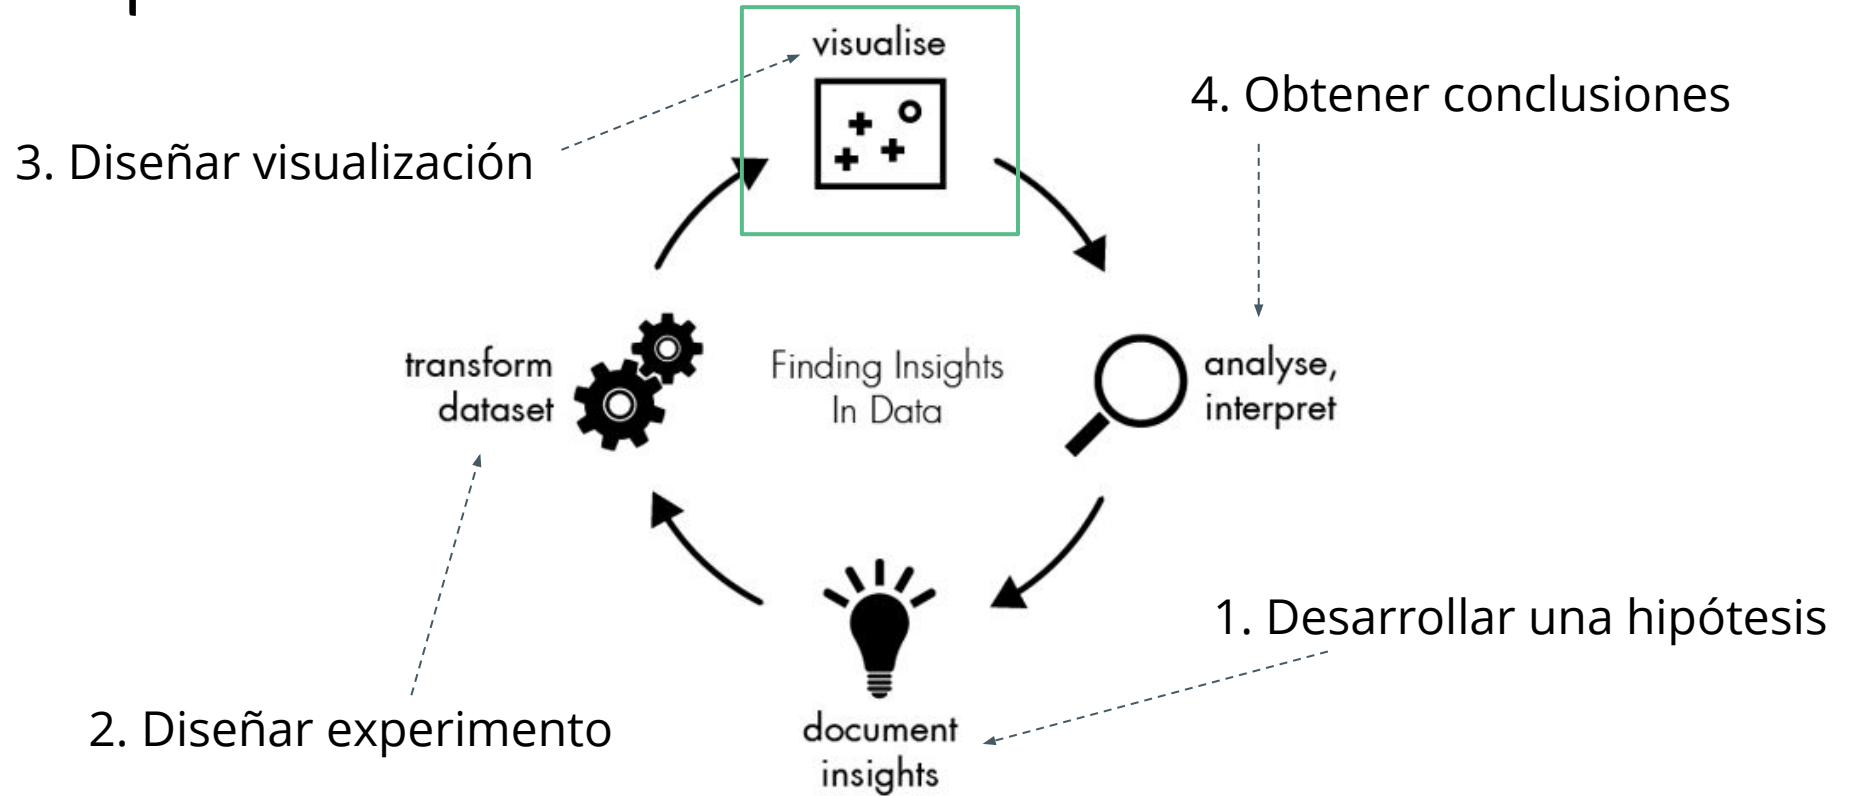 visualise
4. Obtener conclusiones
3. Diseñar visualización
transform
dataset
Finding Insights
In Data
analyse,
interpret
1. Desarrollar una hipótesis
2. Diseñar experimento
document
insights